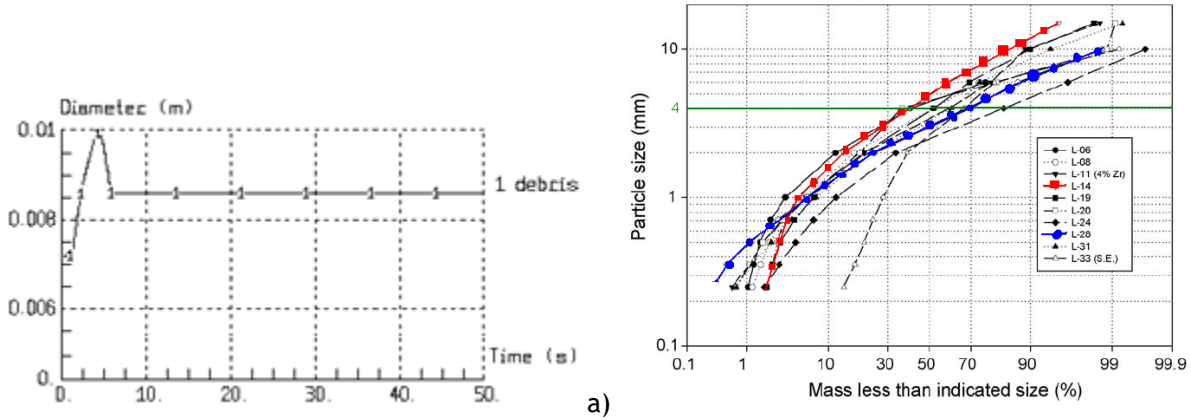 Diameter (m)
0.01
0.008
0.006
0.
0.
10.
20.
30.
40.
50.
1 debris
Time (s)
1
1
1
1
1
1
1
1
a)
Particle size (mm)
10
4
1
0.1
0.1
1
10
30
50
70
90
99
99.9
Mass less than indicated size (%)
L-06
L-08
L-11 (4% Zr)
L-14
L-19
L-20
L-24
L-28
L-31
L-33 (S.E.)